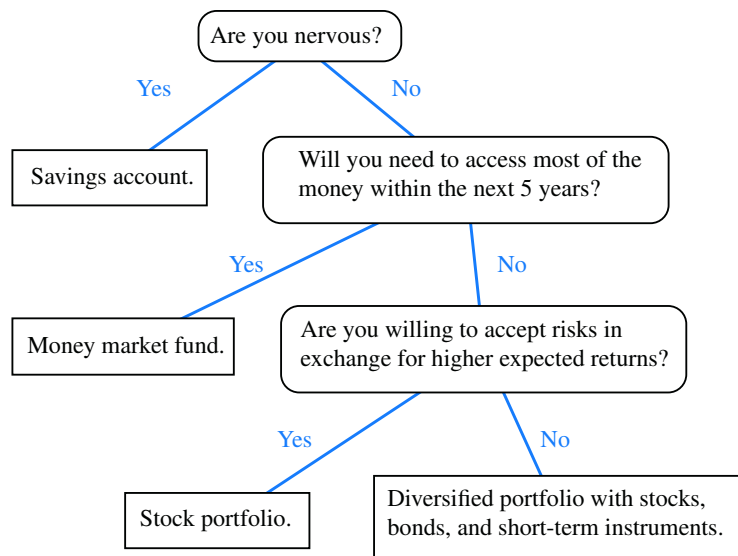 Are you nervous?
Yes
No
Savings account.
Will you need to access most of the
money within the next 5 years?
Yes
No
Money market fund.
Are you willing to accept risks in
exchange for higher expected returns?
Yes
No
Stock portfolio.
Diversified portfolio with stocks,
bonds, and short-term instruments.